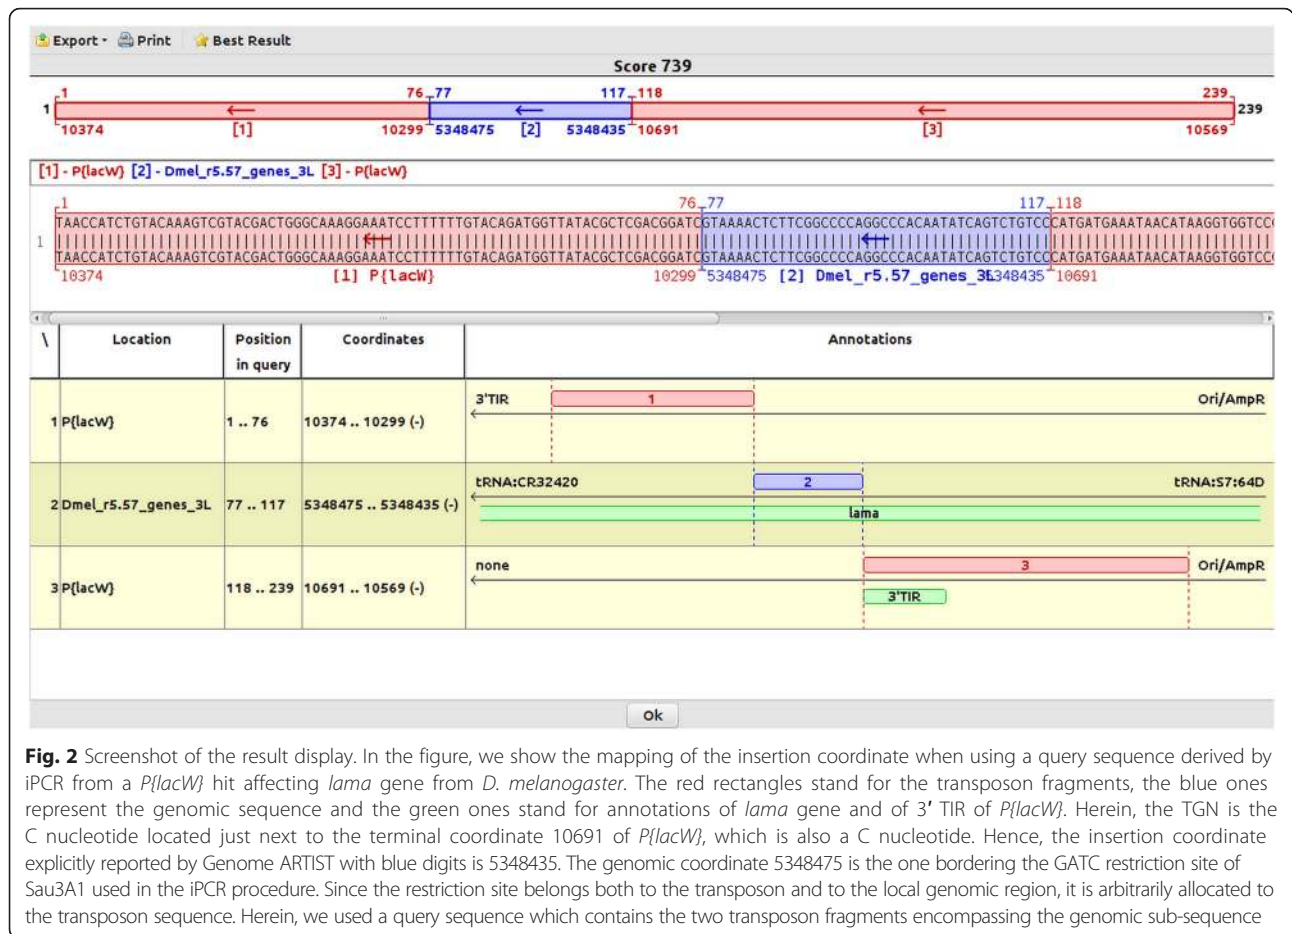 Export Print Best Result
Score 739
1 76 77 117 118 239
1 239
10374 [1] 10299 5348475 [2] 5348435 10691 [3] 10569
[1] - P{lacW} [2] - Dmel_r5.57_genes_3L [3] - P{lacW}
1 76 77 117 118
TAACCATCTGTACAAAGTCGTACGACTGGGCAAAGGAAATCCTTTTTTGTACAGATGGTTATACGCTCGACGGATCGTAAAACTCTTCGGCCCCAGGCCCACAATATCAGTCTGTCCCATGATGAAATAACATAAGGTGGTCCC
1
TAACCATCTGTACAAAGTCGTACGACTGGGCAAAGGAAATCCTTTTTTGTACAGATGGTTATACGCTCGACGGATCGTAAAACTCTTCGGCCCCAGGCCCACAATATCAGTCTGTCCCATGATGAAATAACATAAGGTGGTCCC
10374 [1] P{lacW} 10299 5348475 [2] Dmel_r5.57_genes_3L 5348435 10691
\ Location Position in query Coordinates Annotations
3'TIR 1 Ori/AmpR
1 P{lacW} 1 .. 76 10374 .. 10299 (-)
tRNA:CR32420 2 tRNA:S7:64D
2 Dmel_r5.57_genes_3L 77 .. 117 5348475 .. 5348435 (-)
lama
none 3 Ori/AmpR
3 P{lacW} 118 .. 239 10691 .. 10569 (-)
3'TIR
Ok
Fig. 2 Screenshot of the result display. In the figure, we show the mapping of the insertion coordinate when using a query sequence derived by
iPCR from a P{lacW} hit affecting lama gene from D. melanogaster. The red rectangles stand for the transposon fragments, the blue ones
represent the genomic sequence and the green ones stand for annotations of lama gene and of 3′ TIR of P{lacW}. Herein, the TGN is the
C nucleotide located just next to the terminal coordinate 10691 of P{lacW}, which is also a C nucleotide. Hence, the insertion coordinate
explicitly reported by Genome ARTIST with blue digits is 5348435. The genomic coordinate 5348475 is the one bordering the GATC restriction site of
Sau3A1 used in the iPCR procedure. Since the restriction site belongs both to the transposon and to the local genomic region, it is arbitrarily allocated to
the transposon sequence. Herein, we used a query sequence which contains the two transposon fragments encompassing the genomic sub-sequence